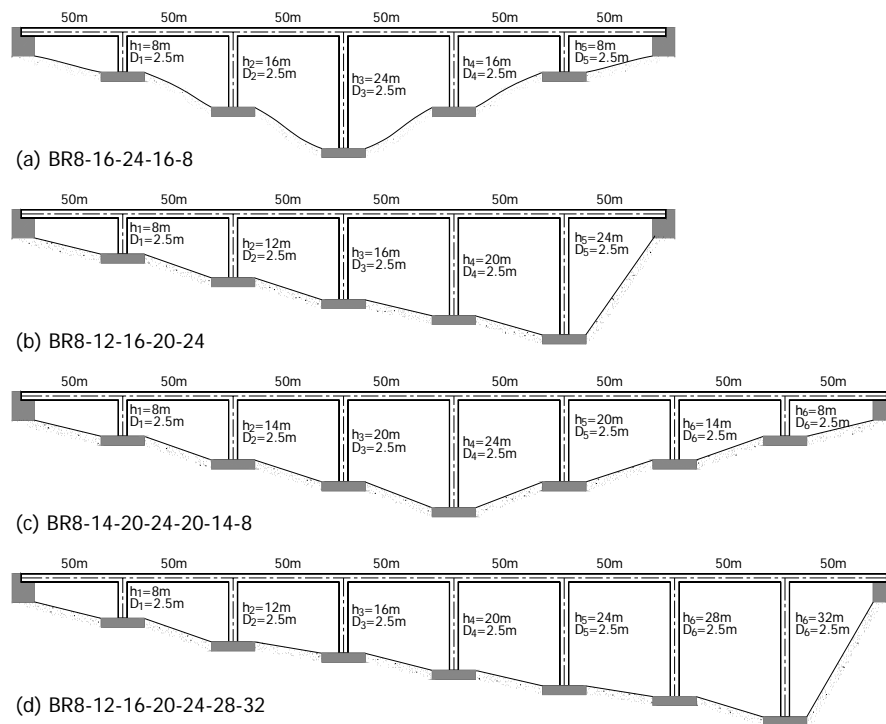 50m 50m 50m 50m 50m 50m
h1=8m
D1=2.5m
h2=16m
D2=2.5m
h3=24m
D3=2.5m
h4=16m
D4=2.5m
h5=8m
D5=2.5m
(a) BR8-16-24-16-8
50m 50m 50m 50m 50m 50m
h1=8m
D1=2.5m
h2=12m
D2=2.5m
h3=16m
D3=2.5m
h4=20m
D4=2.5m
h5=24m
D5=2.5m
(b) BR8-12-16-20-24
50m 50m 50m 50m 50m 50m 50m 50m
h1=8m
D1=2.5m
h2=14m
D2=2.5m
h3=20m
D3=2.5m
h4=24m
D4=2.5m
h5=20m
D5=2.5m
h6=14m
D6=2.5m
h6=8m
D6=2.5m
(c) BR8-14-20-24-20-14-8
50m 50m 50m 50m 50m 50m 50m 50m
h1=8m
D1=2.5m
h2=12m
D2=2.5m
h3=16m
D3=2.5m
h4=20m
D4=2.5m
h5=24m
D5=2.5m
h6=28m
D6=2.5m
h6=32m
D6=2.5m
(d) BR8-12-16-20-24-28-32